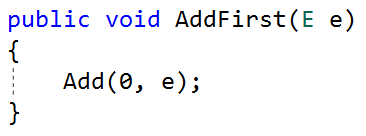 public void AddFirst(E e)
{
    Add(0, e);
}